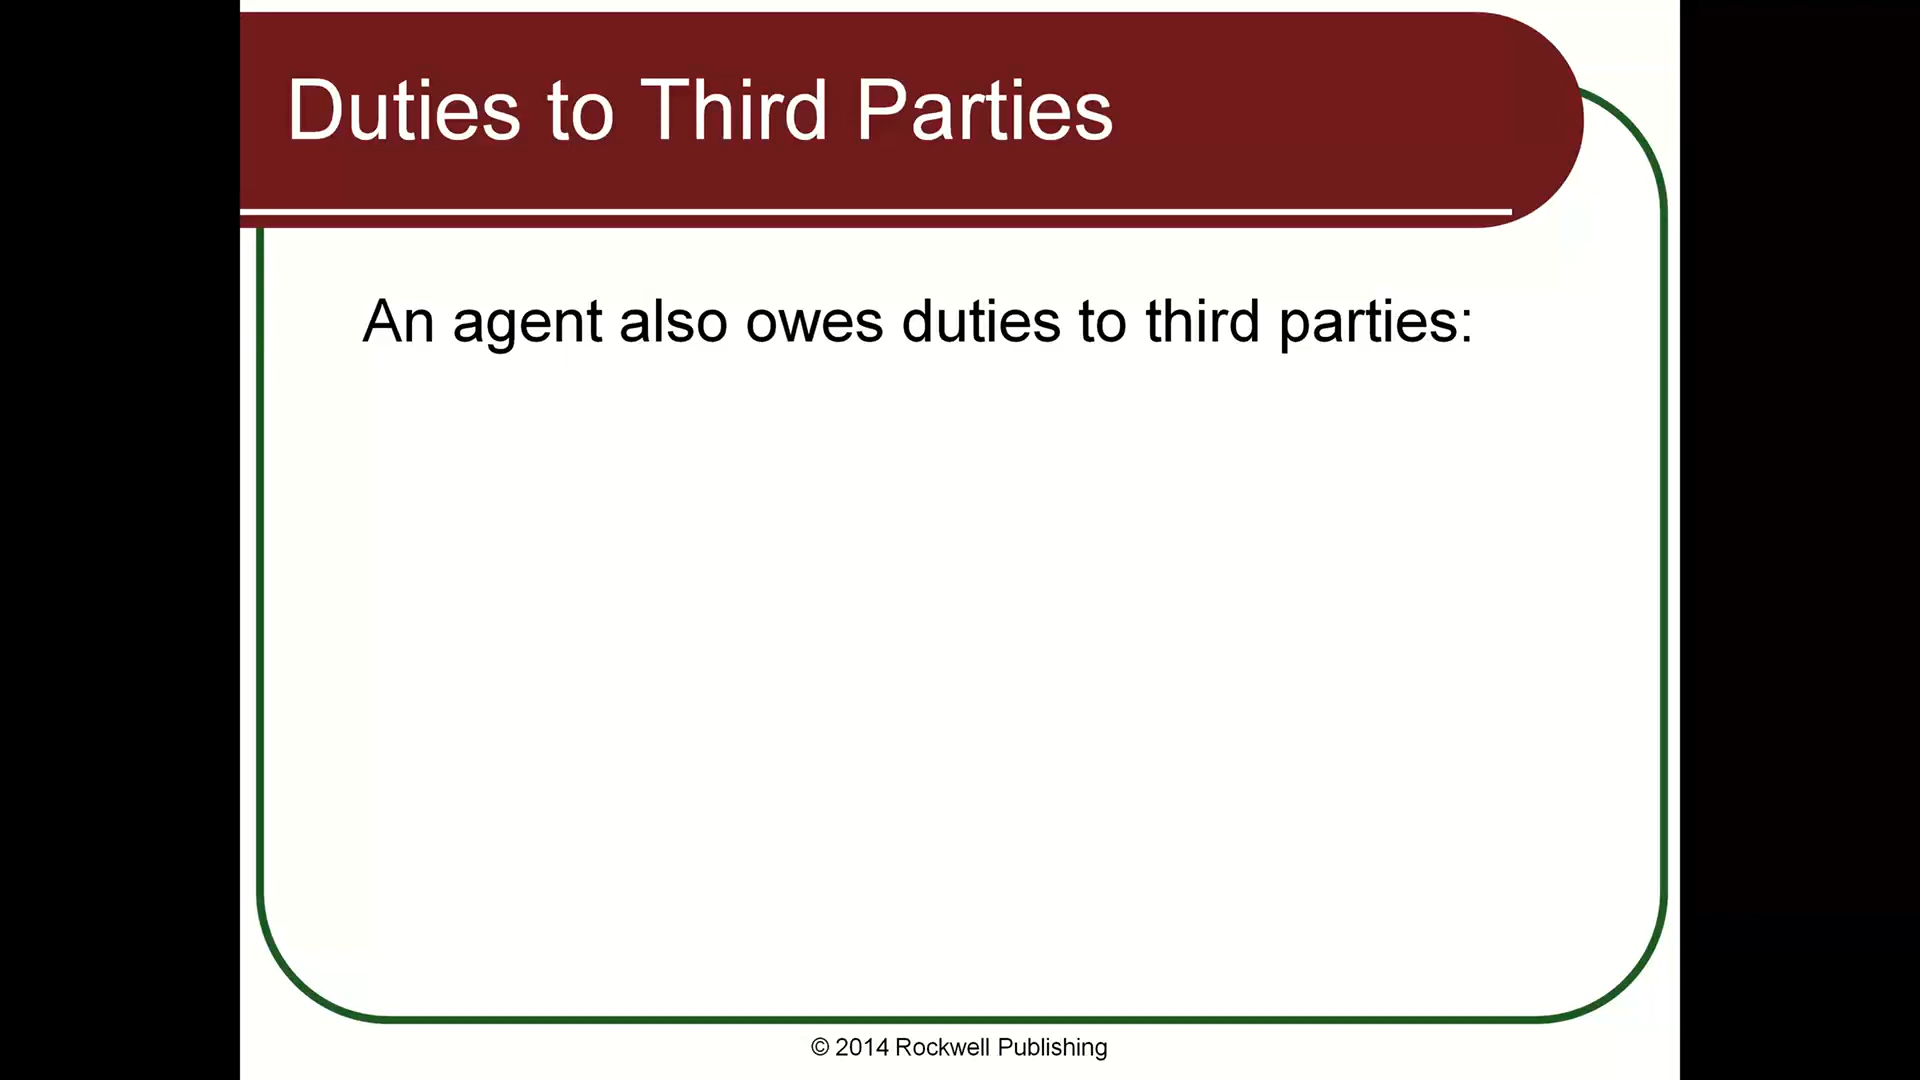 Duties to Third Parties
An agent also owes duties to third parties:
© 2014 Rockwell Publishing